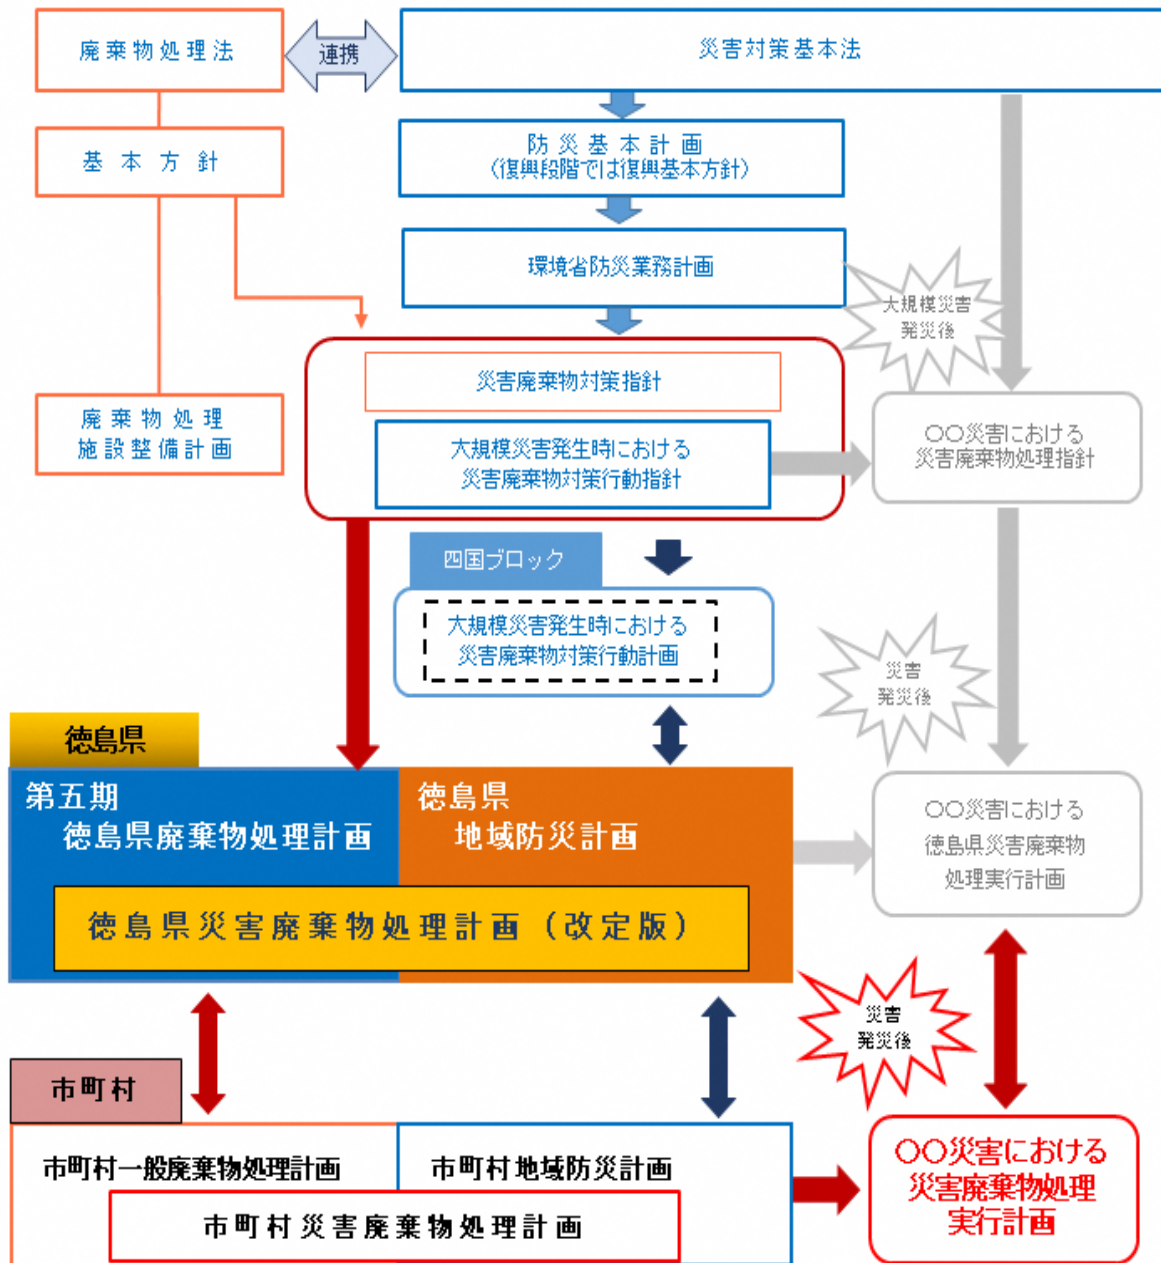 廃棄物処理法
連携
災害対策基本法
基本方針
防災基本計画
(復興段階では復興基本方針)
環境省防災業務計画
大規模災害
発災後
災害廃棄物対策指針
廃棄物処理
施設整備計画
大規模災害発生時における
災害廃棄物対策行動指針
〇〇災害における
災害廃棄物処理指針
四国ブロック
大規模災害発生時における
災害廃棄物対策行動計画
災害
発災後
徳島県
第五期
徳島県廃棄物処理計画
徳島県
地域防災計画
徳島県災害廃棄物処理計画（改定版）
〇〇災害における
徳島県災害廃棄物
処理実行計画
災害
発災後
市町村
市町村一般廃棄物処理計画
市町村地域防災計画
市町村災害廃棄物処理計画
〇〇災害における
災害廃棄物処理
実行計画